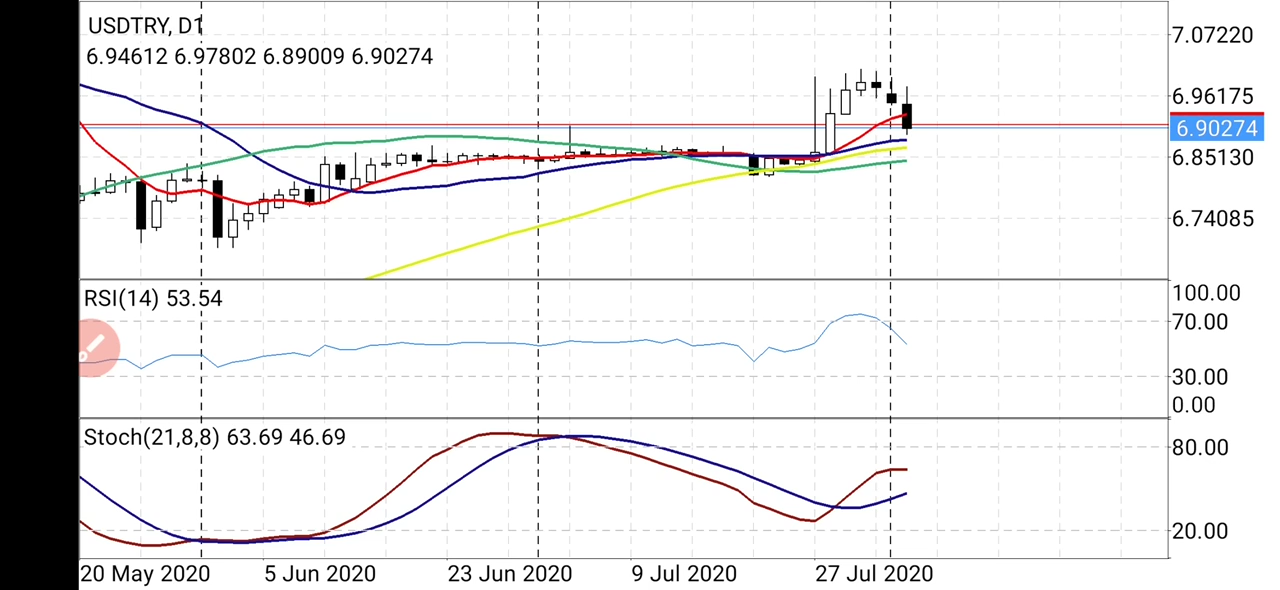 USDTRY, D1
6.94612 6.97802 6.89009 6.90274
7.07220
6.96175
6.90274
6.85130
6.74085
RSI(14) 53.54
100.00
70.00
30.00
0.00
Stoch(21,8,8) 63.69 46.69
80.00
20.00
20 May 2020 5 Jun 2020 23 Jun 2020 9 Jul 2020 27 Jul 2020